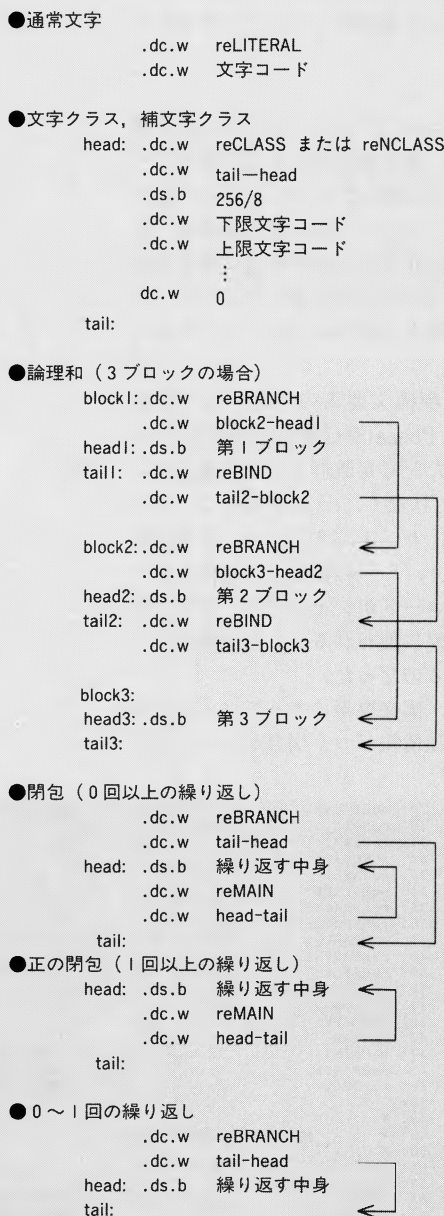 ●通常文字
.dc.w reLITERAL
.dc.w 文字コード
●文字クラス，補文字クラス
head: .dc.w reCLASS または reNCLASS
.dc.w tail―head
.ds.b 256/8
.dc.w 下限文字コード
.dc.w 上限文字コード
⋮
dc.w 0
tail:
●論理和（3ブロックの場合）
block1:.dc.w reBRANCH
.dc.w block2-head1
head1:.ds.b 第1ブロック
tail1: .dc.w reBIND
.dc.w tail2-block2
block2:.dc.w reBRANCH
.dc.w block3-head2
head2:.ds.b 第2ブロック
tail2: .dc.w reBIND
.dc.w tail3-block3
block3:
head3:.ds.b 第3ブロック
tail3:
●閉包（0回以上の繰り返し）
.dc.w reBRANCH
.dc.w tail-head
head: .ds.b 繰り返す中身
.dc.w reMAIN
.dc.w head-tail
tail:
●正の閉包（1回以上の繰り返し）
head: .ds.b 繰り返す中身
.dc.w reMAIN
.dc.w head-tail
tail:
●0～1回の繰り返し
.dc.w reBRANCH
.dc.w tail-head
head: .ds.b 繰り返す中身
tail: